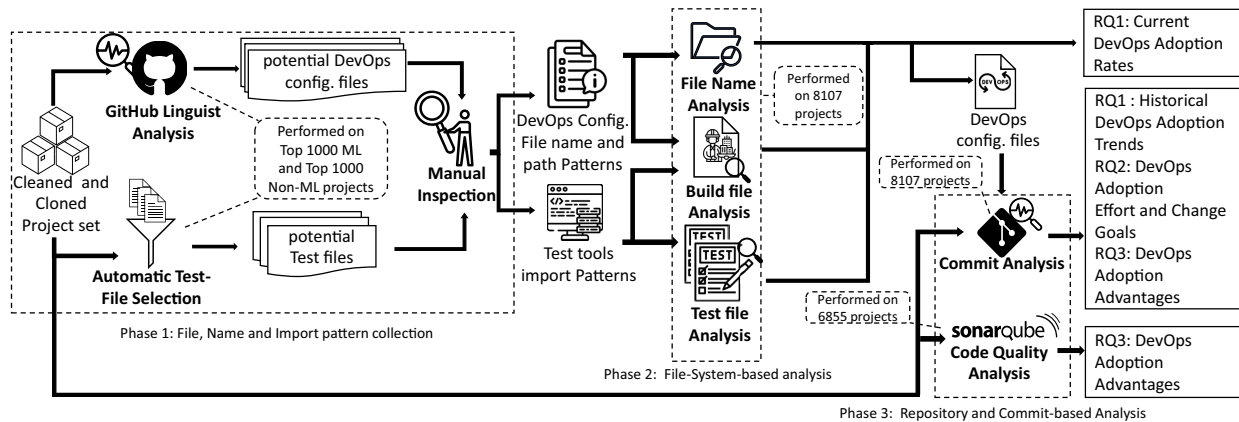 GitHub Linguist
Analysis
potential DevOps
config. files
Performed on
Top 1000 ML
and Top 1000
Non-ML projects
Cleaned and
Cloned
Project set
Automatic Test-
File Selection
potential
Test files
Manual
Inspection
Phase 1: File, Name and Import pattern collection
DevOps Config.
File name and
path Patterns
</>
Test tools
import Patterns
File Name
Analysis
Build file
Analysis
TEST
TEST
Test file
Analysis
Performed
on 8107
projects
Phase 2: File-System-based analysis
DEV OPS
DevOps
config. files
Performed on
8107 projects
Commit Analysis
Performed on
6855 projects
sonarqube
Code Quality
Analysis
Phase 3: Repository and Commit-based Analysis
RQ1: Current
DevOps Adoption
Rates
RQ1 : Historical
DevOps Adoption
Trends
RQ2: DevOps
Adoption
Effort and Change
Goals
RQ3: DevOps
Adoption
Advantages
RQ3: DevOps
Adoption
Advantages